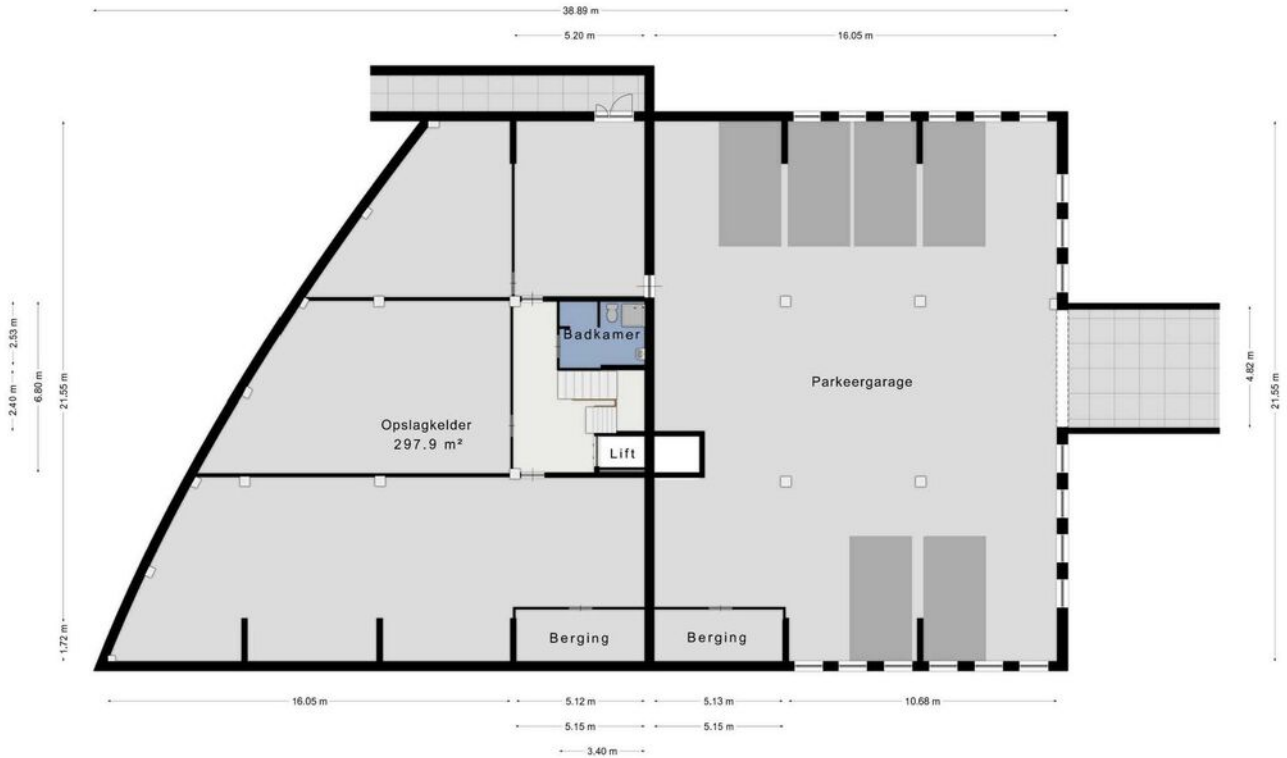 38.89 m
5.20 m
16.05 m
2.53 m
2.40 m
6.80 m
21.55 m
1.72 m
Badkamer
Opslagkelder
297.9 m²
Lift
Parkeergarage
4.82 m
21.55 m
Berging
Berging
16.05 m
5.12 m
5.13 m
10.68 m
5.15 m
5.15 m
3.40 m